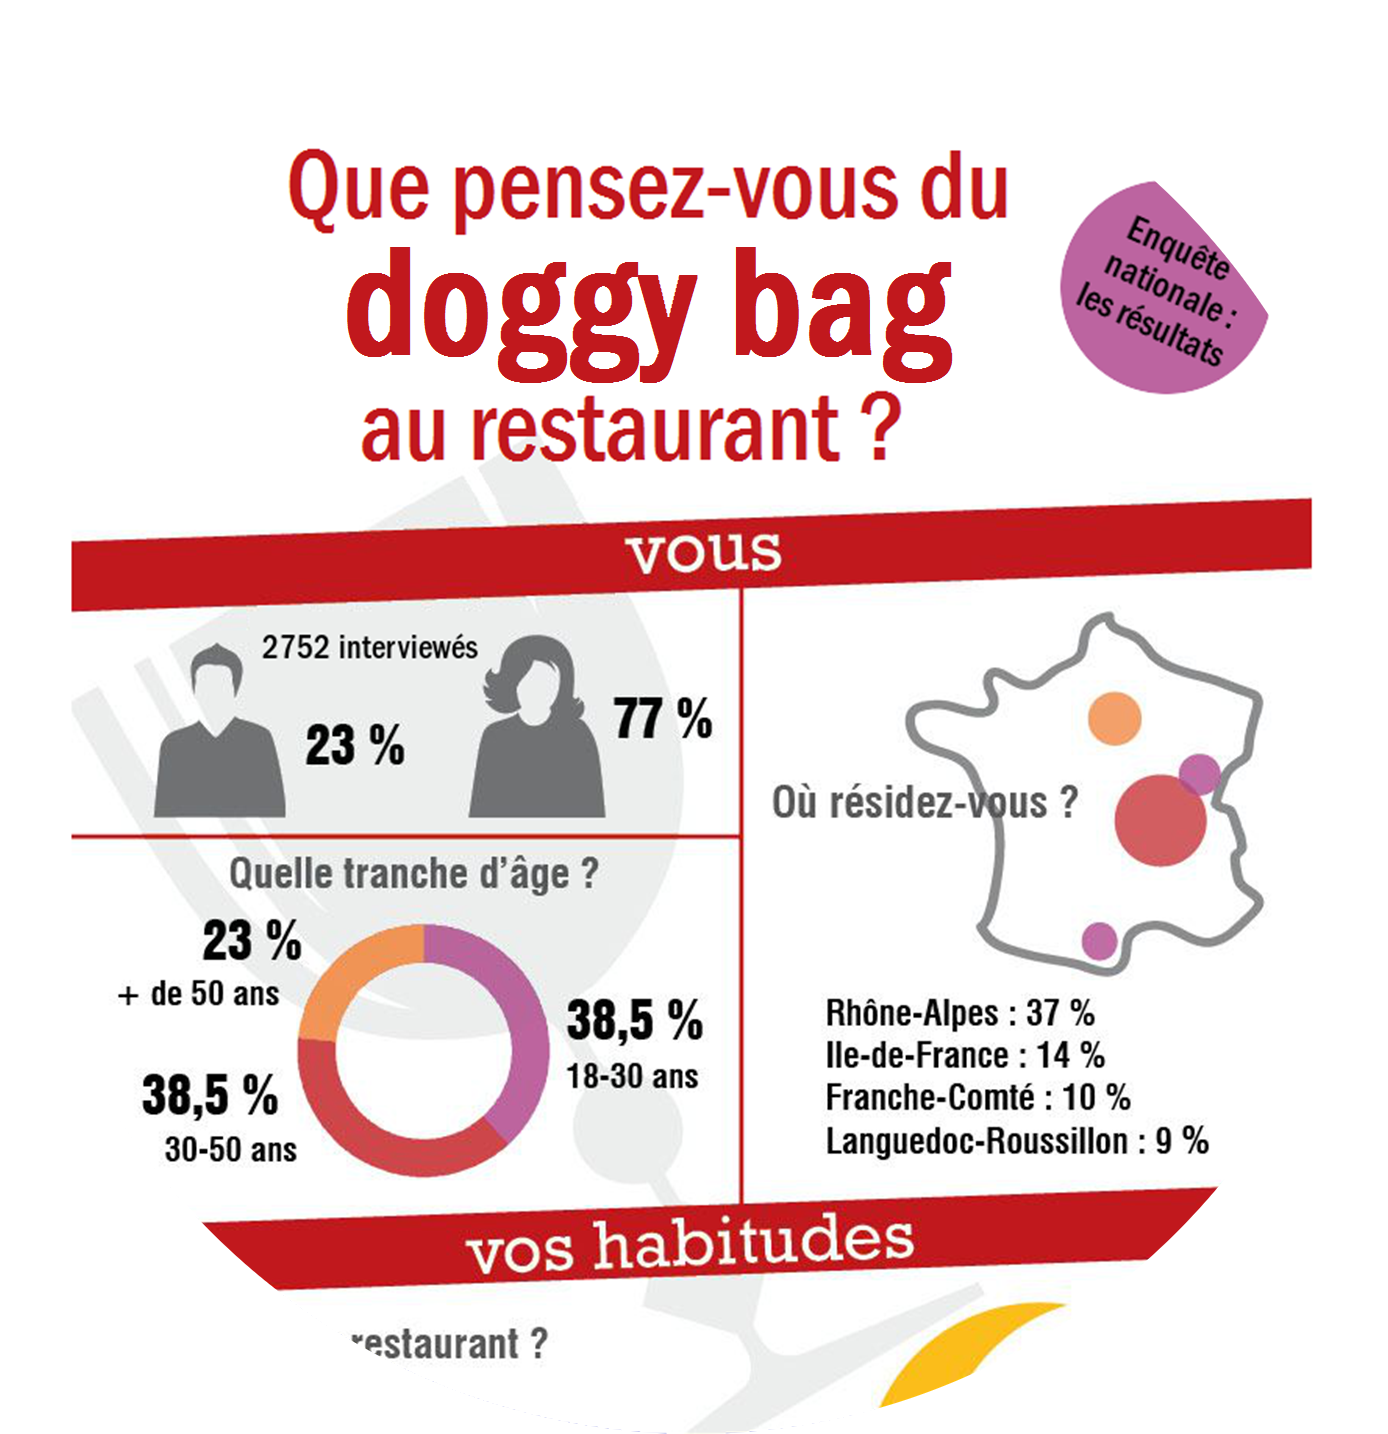 Que pensez-vous du
doggy bag
au restaurant ?
Enquête
nationale :
les résultats
vous
2752 interviewés
23 %
77 %
Où résidez-vous ?
Quelle tranche d’âge ?
23 %
+ de 50 ans
38,5 %
18-30 ans
38,5 %
30-50 ans
Rhône-Alpes : 37 %
Ile-de-France : 14 %
Franche-Comté : 10 %
Languedoc-Roussillon : 9 %
vos habitudes
restaurant ?